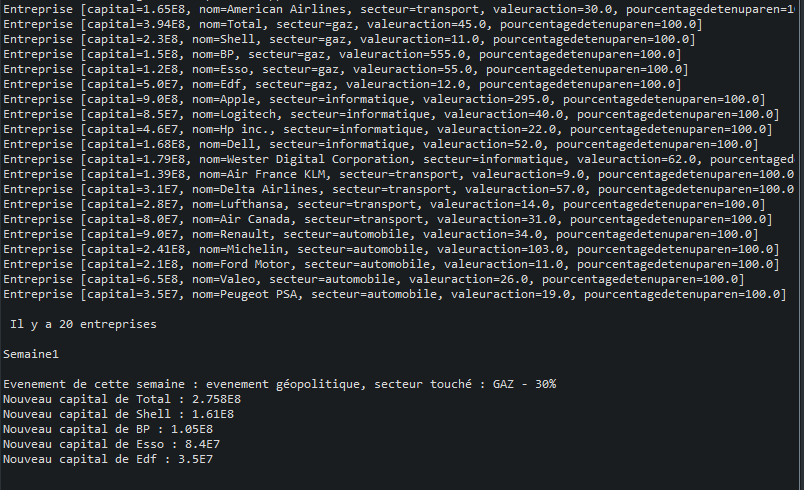 Entreprise [capital=1.65E8, nom=American Airlines, secteur=transport, valeuraction=30.0, pourcentagedetenuparen=1
Entreprise [capital=3.94E8, nom=Total, secteur=gaz, valeuraction=45.0, pourcentagedetenuparen=100.0]
Entreprise [capital=2.3E8, nom=Shell, secteur=gaz, valeuraction=11.0, pourcentagedetenuparen=100.0]
Entreprise [capital=1.5E8, nom=BP, secteur=gaz, valeuraction=555.0, pourcentagedetenuparen=100.0]
Entreprise [capital=1.2E8, nom=Esso, secteur=gaz, valeuraction=55.0, pourcentagedetenuparen=100.0]
Entreprise [capital=5.0E7, nom=Edf, secteur=gaz, valeuraction=12.0, pourcentagedetenuparen=100.0]
Entreprise [capital=9.0E8, nom=Apple, secteur=informatique, valeuraction=295.0, pourcentagedetenuparen=100.0]
Entreprise [capital=8.5E7, nom=Logitech, secteur=informatique, valeuraction=40.0, pourcentagedetenuparen=100.0]
Entreprise [capital=4.6E7, nom=Hp inc., secteur=informatique, valeuraction=22.0, pourcentagedetenuparen=100.0]
Entreprise [capital=1.68E8, nom=Dell, secteur=informatique, valeuraction=52.0, pourcentagedetenuparen=100.0]
Entreprise [capital=1.79E8, nom=Wester Digital Corporation, secteur=informatique, valeuraction=62.0, pourcentaged
Entreprise [capital=1.39E8, nom=Air France KLM, secteur=transport, valeuraction=9.0, pourcentagedetenuparen=100.0
Entreprise [capital=3.1E7, nom=Delta Airlines, secteur=transport, valeuraction=57.0, pourcentagedetenuparen=100.0
Entreprise [capital=2.8E7, nom=Lufthansa, secteur=transport, valeuraction=14.0, pourcentagedetenuparen=100.0]
Entreprise [capital=8.0E7, nom=Air Canada, secteur=transport, valeuraction=31.0, pourcentagedetenuparen=100.0]
Entreprise [capital=9.0E7, nom=Renault, secteur=automobile, valeuraction=34.0, pourcentagedetenuparen=100.0]
Entreprise [capital=2.41E8, nom=Michelin, secteur=automobile, valeuraction=103.0, pourcentagedetenuparen=100.0]
Entreprise [capital=2.1E8, nom=Ford Motor, secteur=automobile, valeuraction=11.0, pourcentagedetenuparen=100.0]
Entreprise [capital=6.5E8, nom=Valeo, secteur=automobile, valeuraction=26.0, pourcentagedetenuparen=100.0]
Entreprise [capital=3.5E7, nom=Peugeot PSA, secteur=automobile, valeuraction=19.0, pourcentagedetenuparen=100.0]
Il y a 20 entreprises
Semaine1
Evenement de cette semaine : evenement géopolitique, secteur touché : GAZ - 30%
Nouveau capital de Total : 2.758E8
Nouveau capital de Shell : 1.61E8
Nouveau capital de BP : 1.05E8
Nouveau capital de Esso : 8.4E7
Nouveau capital de Edf : 3.5E7